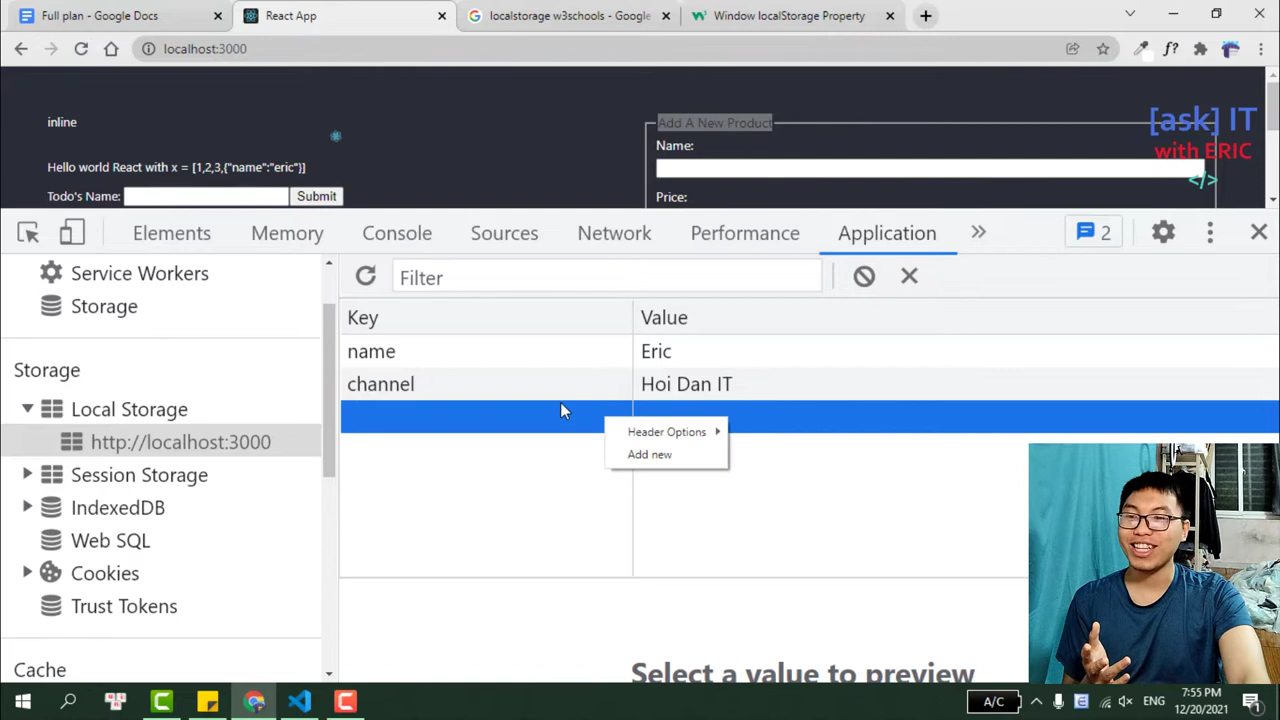 Full plan - Google Docs
React App
localstorage w3schools - Google
Window localStorage Property
localhost:3000
f?
inline
Hello world React with x = [1,2,3,{"name":"eric"}]
Todo's Name:
Submit
Add A New Product
Name:
Price:
[ask] IT
with ERIC
</>
Elements
Memory
Console
Sources
Network
Performance
Application
2
Service Workers
Storage
Storage
Local Storage
http://localhost:3000
Session Storage
IndexedDB
Web SQL
Cookies
Trust Tokens
Cache
Filter
Key
Value
name
Eric
channel
Hoi Dan IT
Header Options
Add new
Select a value to preview
A/C
ENG
7:55 PM
12/20/2021